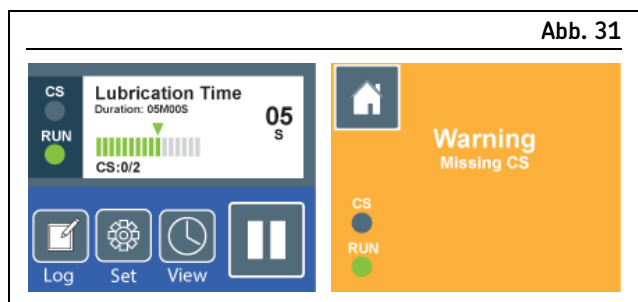 Abb. 31
CS
RUN
Lubrication Time
Duration: 05M00S
05
S
CS:0/2
Log
Set
View
Warning
Missing CS
CS
RUN